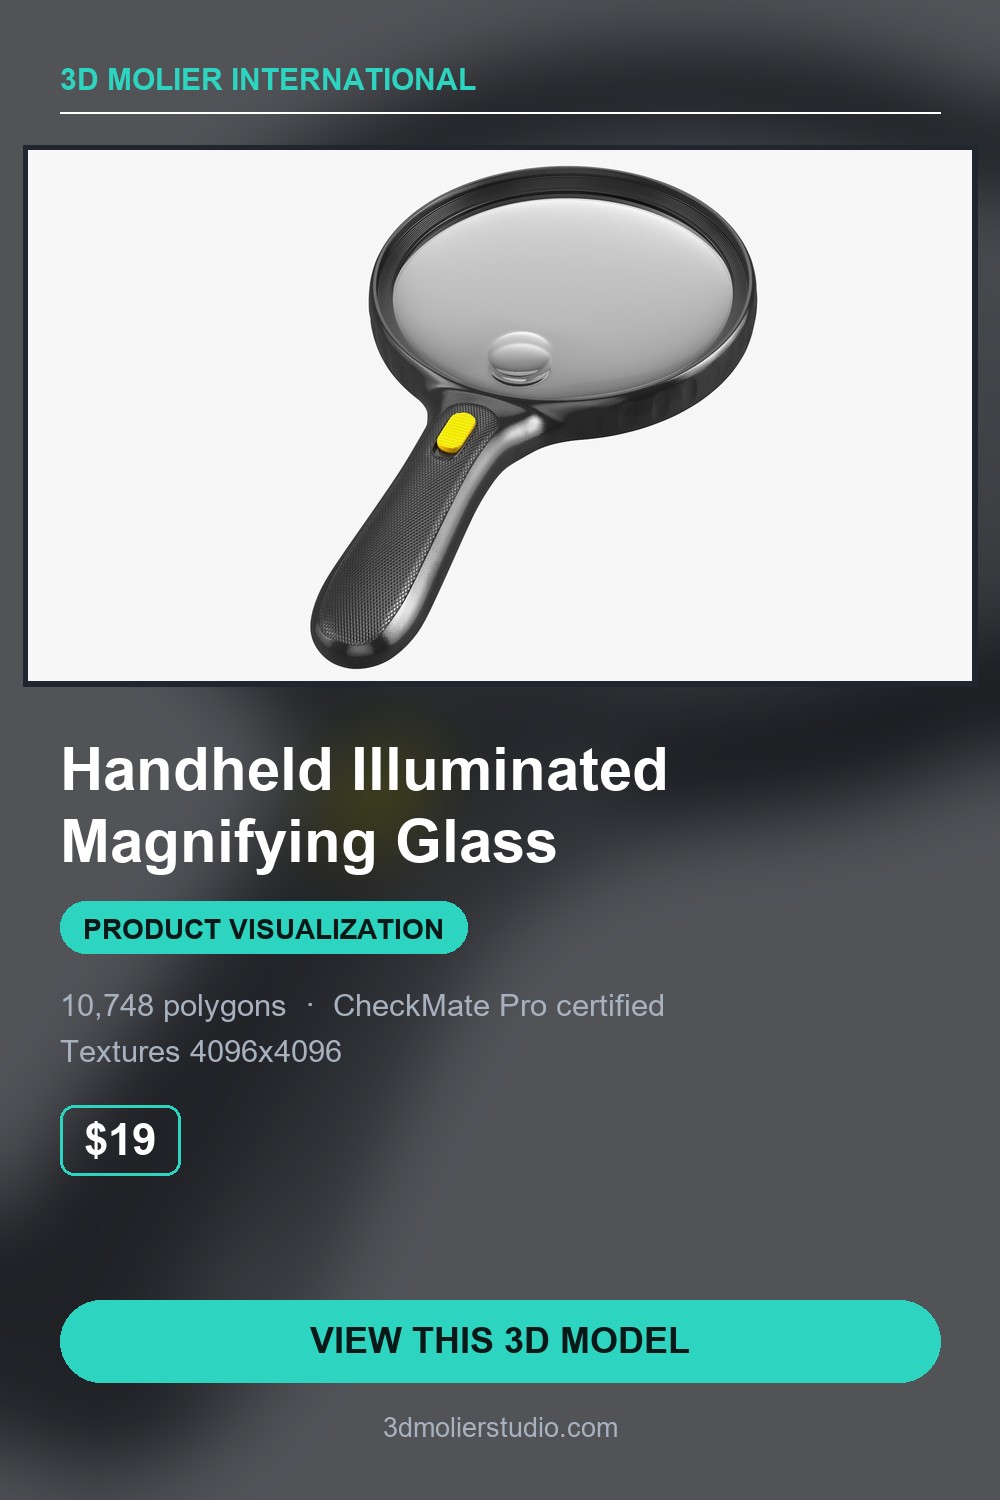 3D MOLIER INTERNATIONAL
Handheld Illuminated
Magnifying Glass
PRODUCT VISUALIZATION
10,748 polygons · CheckMate Pro certified
Textures 4096x4096
$19
VIEW THIS 3D MODEL
3dmolierstudio.com